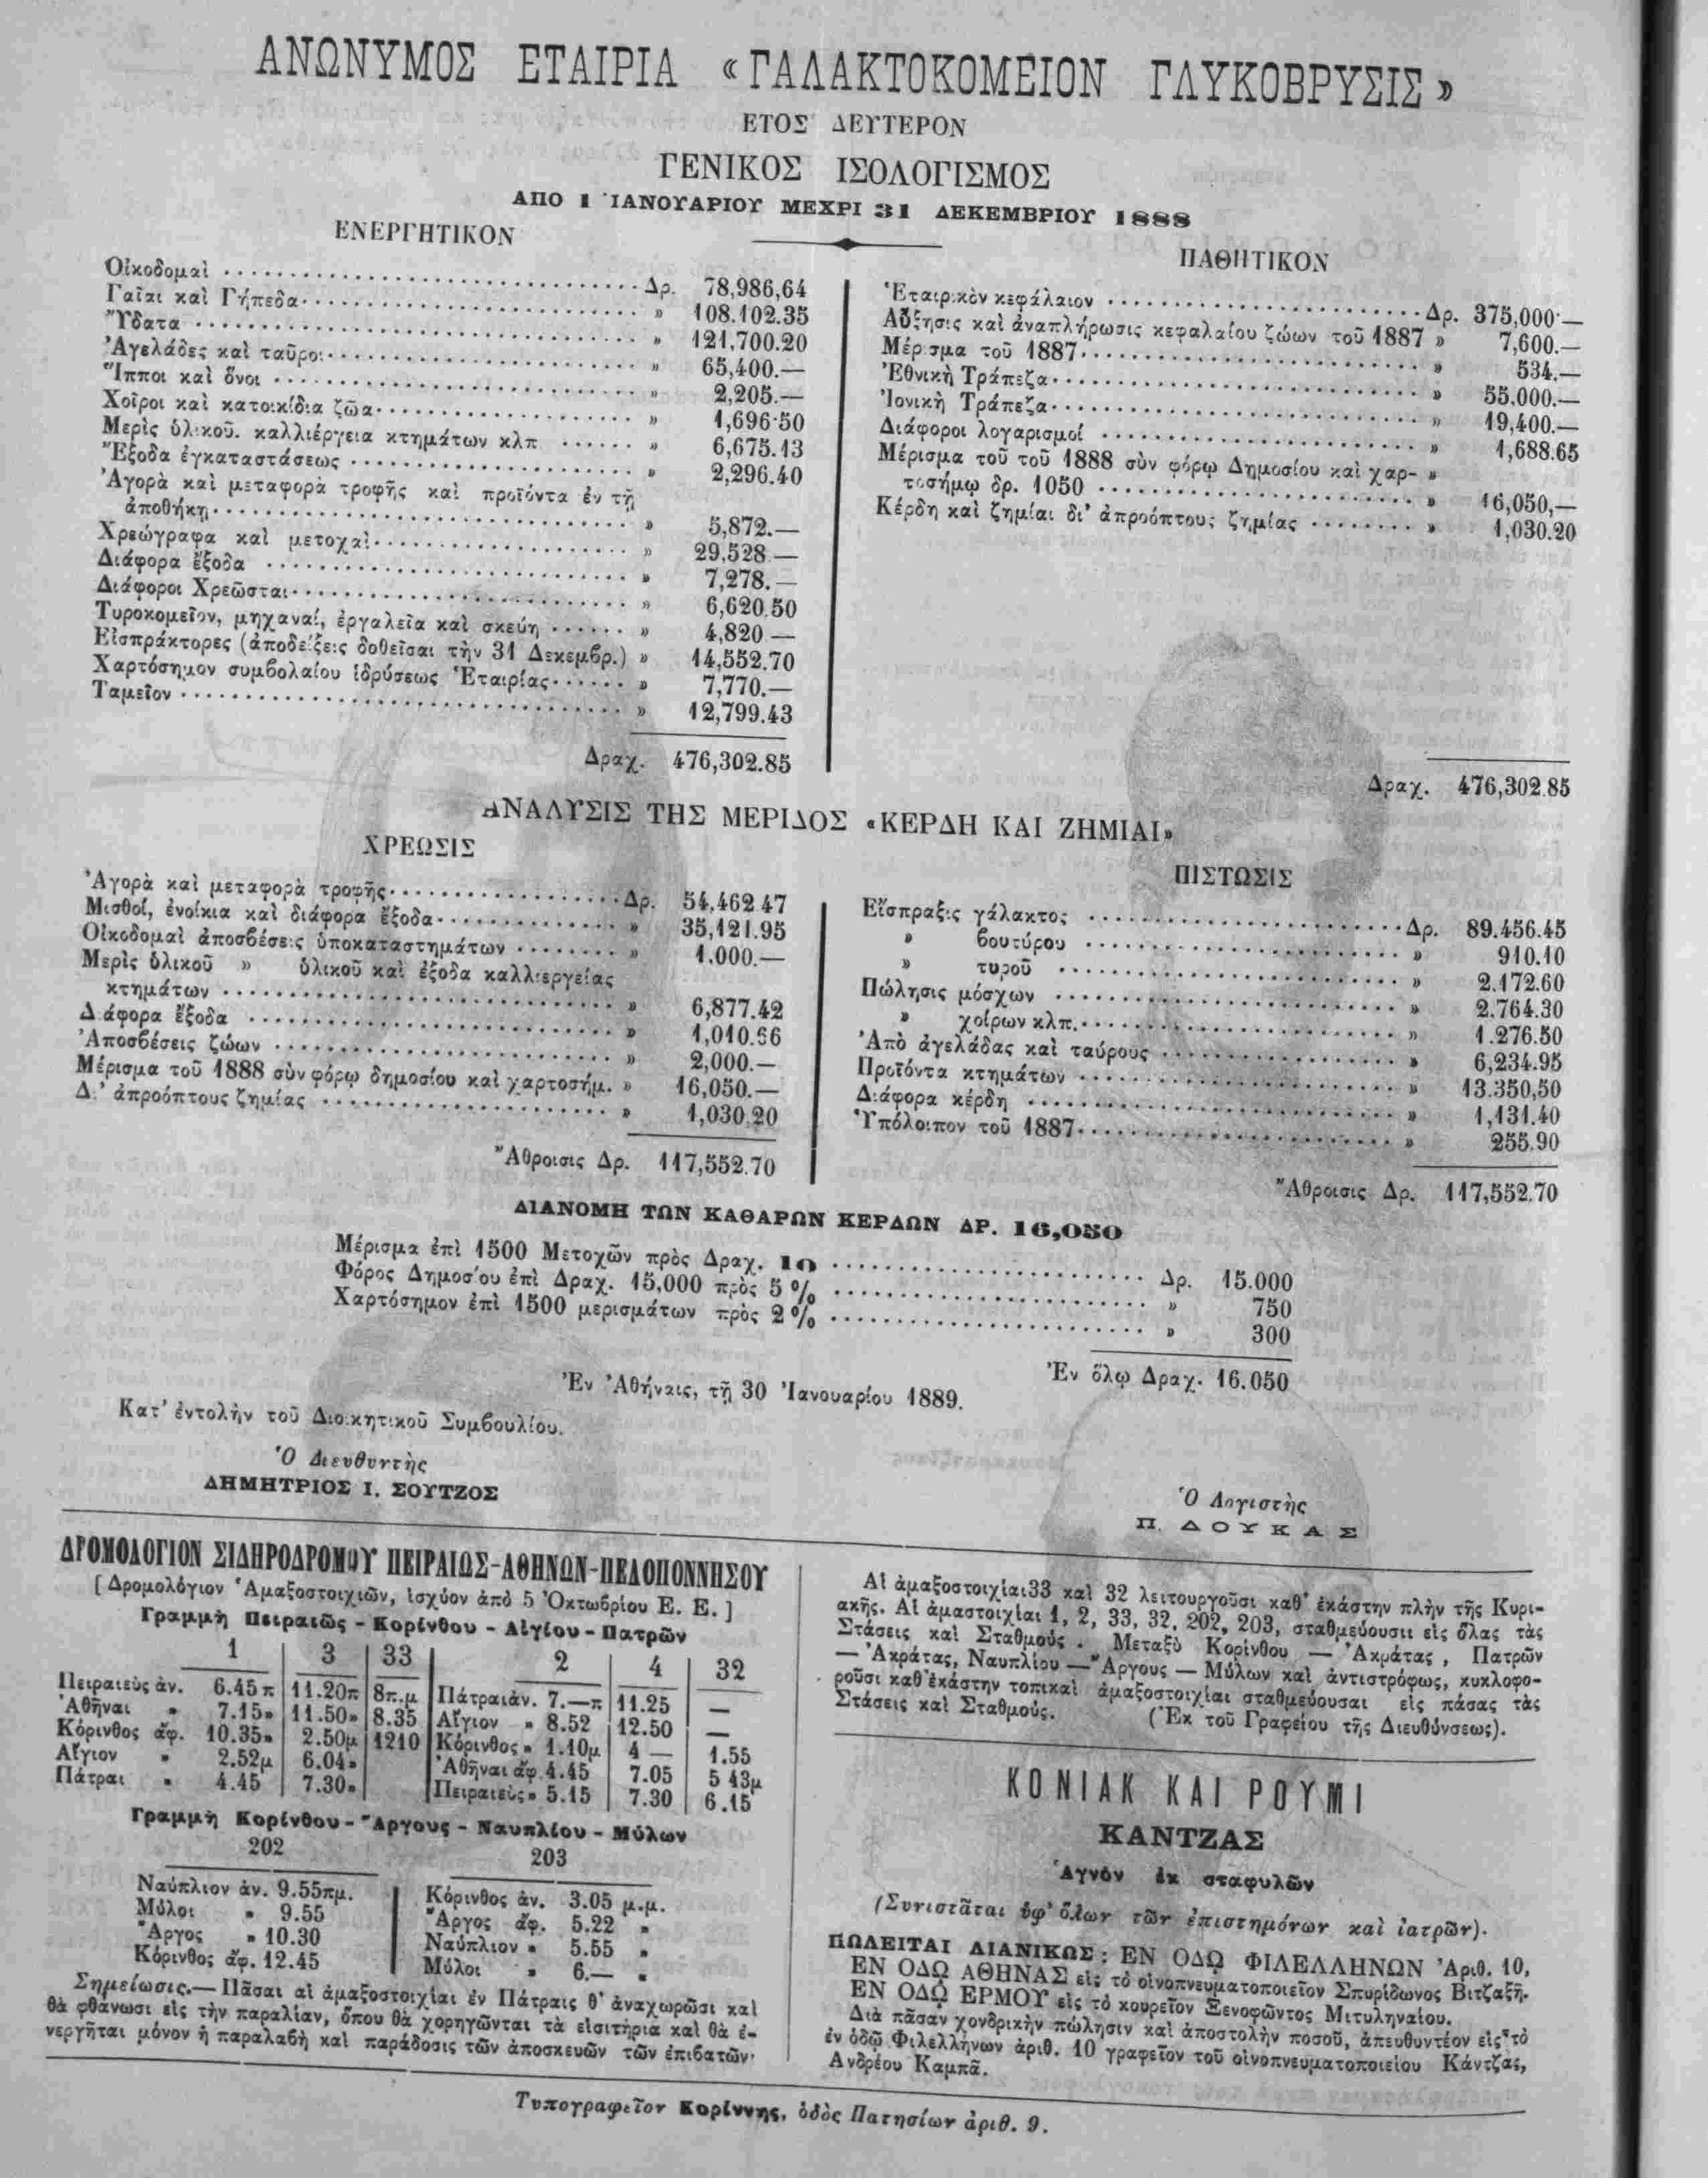 ΑΝΩΝΥΜΟΣ ΕΤΑΙΡΙΑ «ΓΑΛΑΚΤΟΚΟΜΕΙΟΝ ΓΛΥΚΟΒΡΥΣΙΣ»
ΕΤΟΣ ΔΕΥΤΕΡΟΝ
ΓΕΝΙΚΟΣ ΙΣΟΛΟΓΙΣΜΟΣ
ΑΠΟ 1 ΙΑΝΟΥΑΡΙΟΥ ΜΕΧΡΙ 31 ΔΕΚΕΜΒΡΙΟΥ 1888
ΕΝΕΡΓΗΤΙΚΟΝ
Οἰκοδομαὶ . . . . . Δρ. 78,986,64
Γαῖαι καὶ Γήπεδα . . . . . » 108.102.35
Ὕδατα . . . . . » 121,700.20
Ἀγελάδες καὶ ταῦροι . . . . . » 65,400.—
Ἵπποι καὶ ὄνοι . . . . . » 2,205.—
Χοῖροι καὶ κατοικίδια ζῶα . . . . . » 1,696·50
Μερὶς ὑλικοῦ. καλλιέργεια κτημάτων κλπ . . . . . » 6,675.13
Ἔξοδα ἐγκαταστάσεως . . . . . » 2,296.40
Ἀγορὰ καὶ μεταφορὰ τροφῆς καὶ προϊόντα ἐν τῇ
ἀποθήκῃ . . . . . » 5,872.—
Χρεώγραφα καὶ μετοχαὶ . . . . . » 29,528 —
Διάφορα ἔξοδα . . . . . » 7,278.—
Διάφοροι Χρεῶσται . . . . . » 6,620.50
Τυροκομεῖον, μηχαναί, ἐργαλεῖα καὶ σκεύη . . . . . » 4,820 —
Εἰσπράκτορες (ἀποδείξεις δοθεῖσαι τὴν 31 Δεκεμβρ.) » 14,552.70
Χαρτόσημον συμβολαίου ἱδρύσεως Ἑταιρίας . . . . . » 7,770.—
Ταμεῖον . . . . . » 12,799.43
Δραχ. 476,302.85
ΠΑΘΗΤΙΚΟΝ
Ἑταιρικὸν κεφάλαιον . . . . . Δρ. 375,000·—
Αὔξησις καὶ ἀναπλήρωσις κεφαλαίου ζώων τοῦ 1887 » 7,600.—
Μέρισμα τοῦ 1887 . . . . . » 534.—
Ἐθνικὴ Τράπεζα . . . . . » 55.000.—
Ἰονικὴ Τράπεζα . . . . . » 19,400.—
Διάφοροι λογαρισμοί . . . . . » 1,688.65
Μέρισμα τοῦ τοῦ 1888 σὺν φόρῳ Δημοσίου καὶ χαρ- »
τοσήμῳ δρ. 1050 . . . . . » 16,050,—
Κέρδη καὶ ζημίαι δι' ἀπροόπτους ζημίας . . . . . » 1,030.20
Δραχ. 476,302.85
ΑΝΑΛΥΣΙΣ ΤΗΣ ΜΕΡΙΔΟΣ «ΚΕΡΔΗ ΚΑΙ ΖΗΜΙΑΙ»
ΧΡΕΩΣΙΣ
Ἀγορὰ καὶ μεταφορὰ τροφῆς . . . . . Δρ. 54,462 47
Μισθοί, ἐνοίκια καὶ διάφορα ἔξοδα . . . . . » 35,121.95
Οἰκοδομαὶ ἀποσβέσεις ὑποκαταστημάτων . . . . . » 1.000.—
Μερὶς ὑλικοῦ » ὑλικοῦ καὶ ἐξοδα καλλιεργείας
κτημάτων . . . . . » 6,877.42
Διάφορα ἔξοδα . . . . . » 1,010.66
Ἀποσβέσεις ζώων . . . . . » 2,000.—
Μέρισμα τοῦ 1888 σὺν φόρῳ δημοσίου καὶ χαρτοσήμ. » 16,050.—
Δι' ἀπροόπτους ζημίας . . . . . » 1,030.20
Ἄθροισις Δρ. 117,552.70
ΠΙΣΤΩΣΙΣ
Εἴσπραξις γάλακτος . . . . . Δρ. 89.456.45
» βουτύρου . . . . . » 910.10
» τυροῦ . . . . . » 2.172.60
Πώλησις μόσχων . . . . . » 2.764.30
» χοίρων κλπ. . . . . . » 1.276.50
Ἀπὸ ἀγελάδας καὶ ταύρους . . . . . » 6,234.95
Προϊόντα κτημάτων . . . . . » 13.350,50
Διάφορα κέρδη . . . . . » 1,131.40
Ὑπόλοιπον τοῦ 1887 . . . . . » 255.90
Ἄθροισις Δρ. 117,552.70
ΔΙΑΝΟΜΗ ΤΩΝ ΚΑΘΑΡΩΝ ΚΕΡΔΩΝ ΔΡ. 16,050
Μέρισμα ἐπὶ 1500 Μετοχῶν πρὸς Δραχ. 10 . . . . . Δρ. 15.000
Φόρος Δημοσίου ἐπὶ Δραχ. 15,000 πρὸς 5 % . . . . . » 750
Χαρτόσημον ἐπὶ 1500 μερισμάτων πρὸς 2 % . . . . . » 300
Ἐν ὅλῳ Δραχ. 16.050
Ἐν Ἀθήναις, τῇ 30 Ἰανουαρίου 1889.
Κατ' ἐντολὴν τοῦ Διοικητικοῦ Συμβουλίου.
Ὁ Διευθυντὴς
ΔΗΜΗΤΡΙΟΣ Ι. ΣΟΥΤΖΟΣ
Ὁ Λογιστὴς
Π. ΔΟΥΚΑΣ
ΔΡΟΜΟΛΟΓΙΟΝ ΣΙΔΗΡΟΔΡΟΜΟΥ ΠΕΙΡΑΙΩΣ-ΑΘΗΝΩΝ-ΠΕΛΟΠΟΝΝΗΣΟΥ
[Δρομολόγιον Ἁμαξοστοιχιῶν, ἰσχύον ἀπὸ 5 Ὀκτωβρίου Ε. Ε.]
Γραμμὴ Πειραιῶς - Κορίνθου - Αἰγίου - Πατρῶν
1 3 33
Πειραιεὺς ἀν. 6.45 π 11.20π 8π.μ
Ἀθῆναι » 7.15» 11.50» 8.35
Κόρινθος ἀφ. 10.35» 2.50μ 1210
Αἴγιον » 2.52μ 6.04»
Πάτραι » 4.45 7.30»
2 4 32
Πάτραι ἀν. 7.—π 11.25 —
Αἴγιον » 8.52 12.50 —
Κόρινθος » 1.10μ 4 — 1.55
Ἀθῆναι ἀφ. 4.45 7.05 5 43μ
Πειραιεὺς» 5.15 7.30 6.15
Γραμμὴ Κορίνθου - Ἄργους - Ναυπλίου - Μύλων
202
Ναύπλιον ἀν. 9.55πμ.
Μύλοι » 9.55
Ἄργος » 10.30
Κόρινθος ἄφ. 12.45
203
Κόρινθος ἀν. 3.05 μ.μ.
Ἄργος ἄφ. 5.22 »
Ναύπλιον » 5.55 »
Μύλοι » 6.— »
Σημείωσις.— Πᾶσαι αἱ ἁμαξοστοιχίαι ἐν Πάτραις θ' ἀναχωρῶσι καὶ
θὰ φθάνωσι εἰς τὴν παραλίαν, ὅπου θὰ χορηγῶνται τὰ εἰσιτήρια καὶ θὰ ἐ-
νεργῆται μόνον ἡ παραλαβὴ καὶ παράδοσις τῶν ἀποσκευῶν τῶν ἐπιβατῶν·
Αἱ ἁμαξοστοιχίαι 33 καὶ 32 λειτουργοῦσι καθ' ἑκάστην πλὴν τῆς Κυρι-
ακῆς. Αἱ ἁμαστοιχίαι 1, 2, 33, 32, 202, 203, σταθμεύουσιι εἰς ὅλας τὰς
Στάσεις καὶ Σταθμούς. Μεταξὺ Κορίνθου — Ἀκράτας, Πατρῶν
— Ἀκράτας, Ναυπλίου — Ἄργους — Μύλων καὶ ἀντιστρόφως, κυκλοφο-
ροῦσι καθ' ἑκάστην τοπικαὶ ἁμαξοστοιχίαι σταθμεύουσαι εἰς πάσας τὰς
Στάσεις καὶ Σταθμούς. (Ἐκ τοῦ Γραφείου τῆς Διευθύνσεως).
ΚΟΝΙΑΚ ΚΑΙ ΡΟΥΜΙ
ΚΑΝΤΖΑΣ
Ἁγνὸν ἐκ σταφυλῶν
(Συνιστᾶται ὑφ' ὅλων τῶν ἐπιστημόνων καὶ ἰατρῶν).
ΠΩΛΕΙΤΑΙ ΛΙΑΝΙΚΩΣ: ΕΝ ΟΔῼ ΦΙΛΕΛΛΗΝΩΝ Ἀριθ. 10,
ΕΝ ΟΔῼ ΑΘΗΝΑΣ εἰς τὸ οἰνοπνευματοποιεῖον Σπυρίδωνος Βιτζαξῆ.
ΕΝ ΟΔῼ ΕΡΜΟΥ εἰς τὸ κουρεῖον Ξενοφῶντος Μιτυληναίου.
Διὰ πᾶσαν χονδρικὴν πώλησιν καὶ ἀποστολὴν ποσοῦ, ἀπευθυντέον εἰς τὸ
ἐν ὁδῷ Φιλελλήνων ἀριθ. 10 γραφεῖον τοῦ οἰνοπνευματοποιείου Κάντζας,
Ἀνδρέου Καμπᾶ.
Τυπογραφεῖον Κορίννης, ὁδὸς Πατησίων ἀριθ. 9.